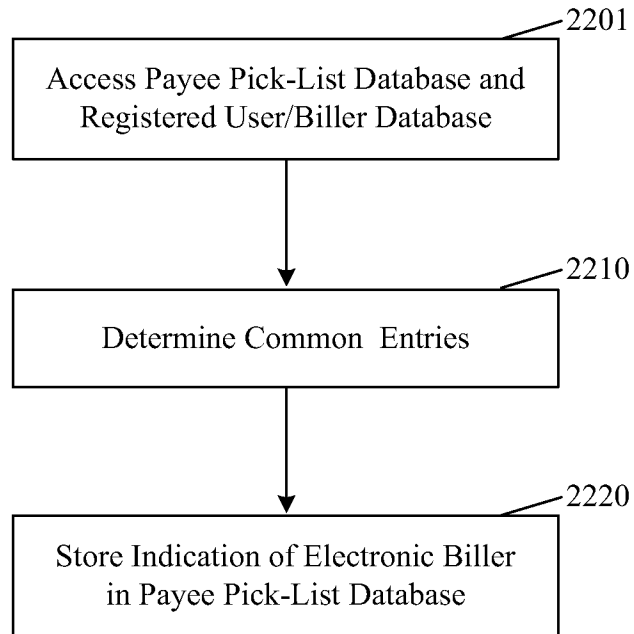 2201
Access Payee Pick-List Database and
Registered User/Biller Database
2210
Determine Common Entries
2220
Store Indication of Electronic Biller
in Payee Pick-List Database